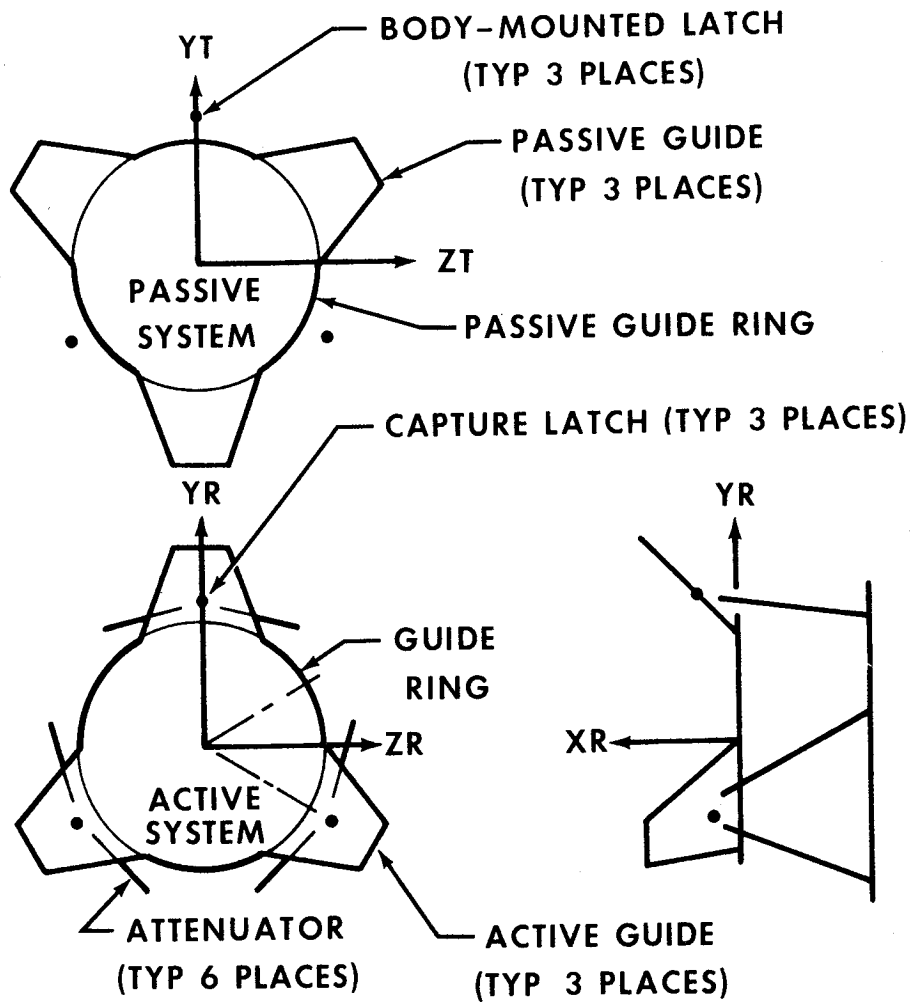 YT
BODY-MOUNTED LATCH
(TYP 3 PLACES)
PASSIVE GUIDE
(TYP 3 PLACES)
ZT
PASSIVE
SYSTEM
PASSIVE GUIDE RING
CAPTURE LATCH (TYP 3 PLACES)
YR
YR
GUIDE
RING
ZR
XR
ACTIVE
SYSTEM
ATTENUATOR
(TYP 6 PLACES)
ACTIVE GUIDE
(TYP 3 PLACES)